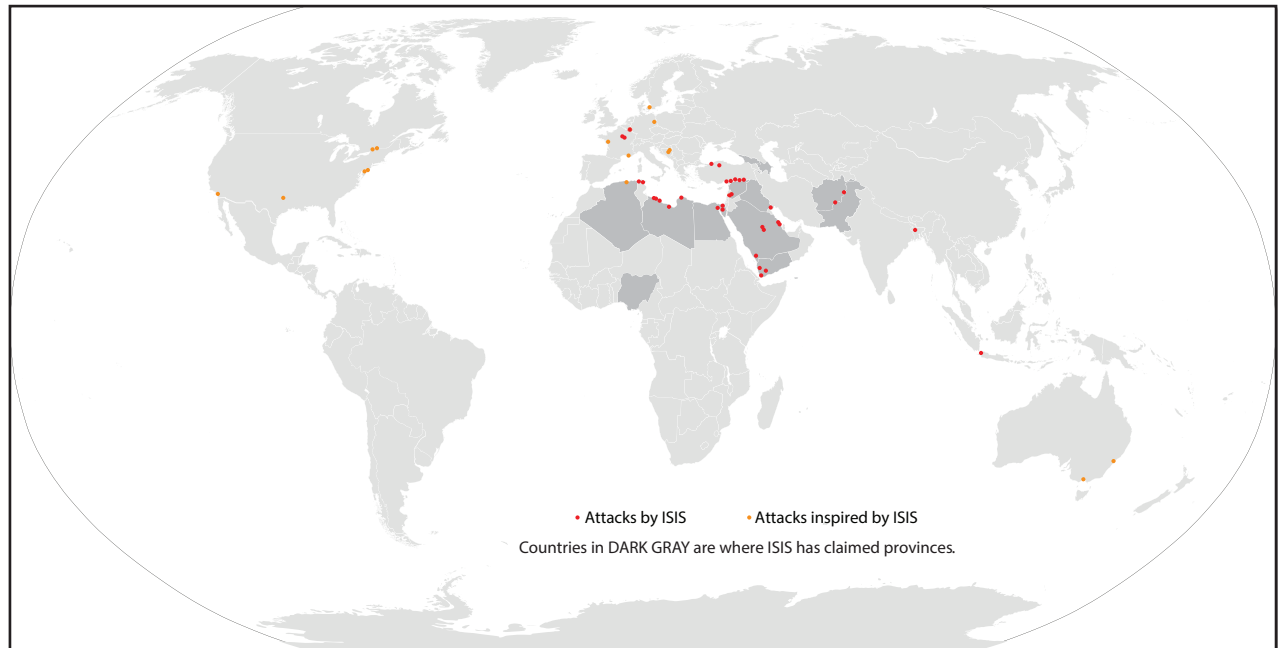 Attacks by ISIS Attacks inspired by ISIS
Countries in DARK GRAY are where ISIS has claimed provinces.